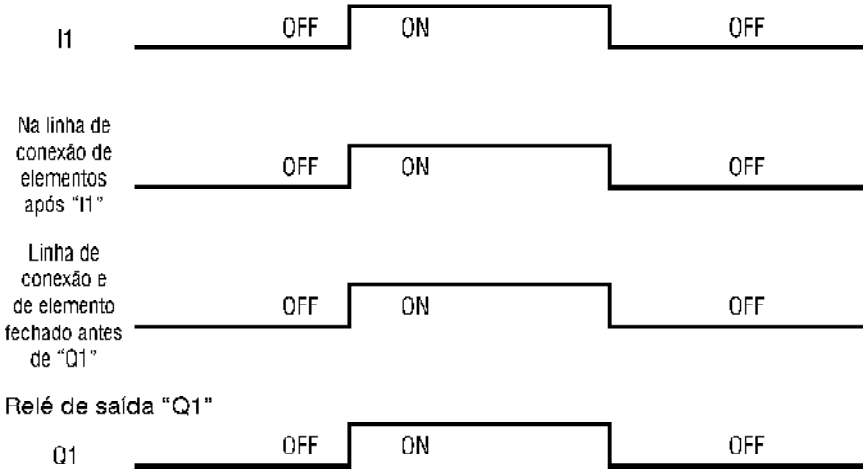 I1 OFF ON OFF
Na linha de
conexão de
elementos
após “I1”
OFF ON OFF
Linha de
conexão e
de elemento
fechado antes
de “Q1”
OFF ON OFF
Relé de saída “Q1”
Q1 OFF ON OFF